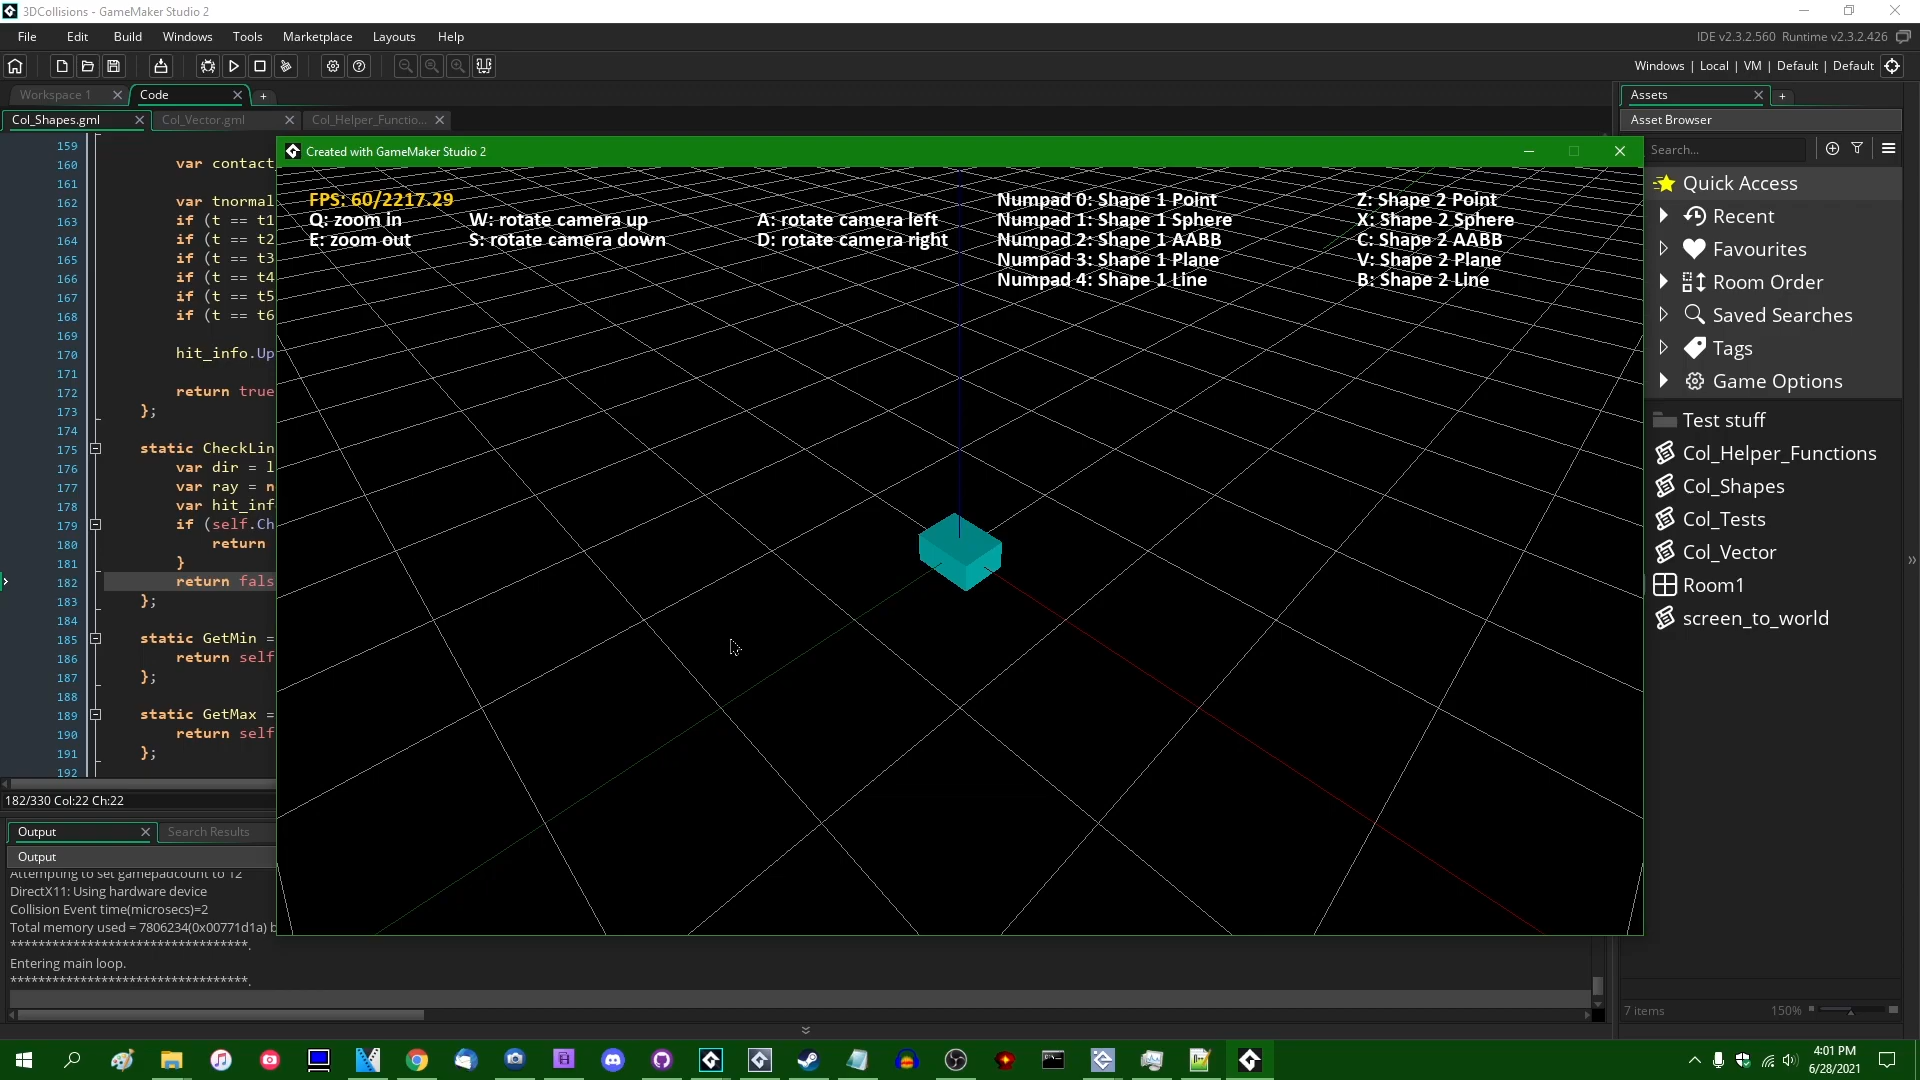 3DCollisions - GameMaker Studio 2
File Edit Build Windows Tools Marketplace Layouts Help
IDE v2.3.2.560 Runtime v2.3.2.426
Windows | Local | VM | Default | Default
Workspace 1
Code
Assets
Col_Shapes.gml
Col_Vector.gml
Col_Helper_Functio...
Asset Browser
Search...
Created with GameMaker Studio 2
FPS: 60/2217.29
Q: zoom in
E: zoom out
W: rotate camera up
S: rotate camera down
A: rotate camera left
D: rotate camera right
Numpad 0: Shape 1 Point
Numpad 1: Shape 1 Sphere
Numpad 2: Shape 1 AABB
Numpad 3: Shape 1 Plane
Numpad 4: Shape 1 Line
Z: Shape 2 Point
X: Shape 2 Sphere
C: Shape 2 AABB
V: Shape 2 Plane
B: Shape 2 Line
159
160 var contact
161
162 var tnormal
163 if (t == t1
164 if (t == t2
165 if (t == t3
166 if (t == t4
167 if (t == t5
168 if (t == t6
169
170 hit_info.Up
171
172 return true
173 };
174
175 static CheckLin
176 var dir = l
177 var ray = n
178 var hit_inf
179 if (self.Ch
180 return
181 }
182 return fals
183 };
184
185 static GetMin =
186 return self
187 };
188
189 static GetMax =
190 return self
191 };
192
182/330 Col:22 Ch:22
Quick Access
Recent
Favourites
Room Order
Saved Searches
Tags
Game Options
Test stuff
Col_Helper_Functions
Col_Shapes
Col_Tests
Col_Vector
Room1
screen_to_world
7 items
150%
Output
Search Results
Output
Attempting to set gamepadcount to 12
DirectX11: Using hardware device
Collision Event time(microsecs)=2
Total memory used = 7806234(0x00771d1a) b
**********************************.
Entering main loop.
**********************************.
4:01 PM
6/28/2021